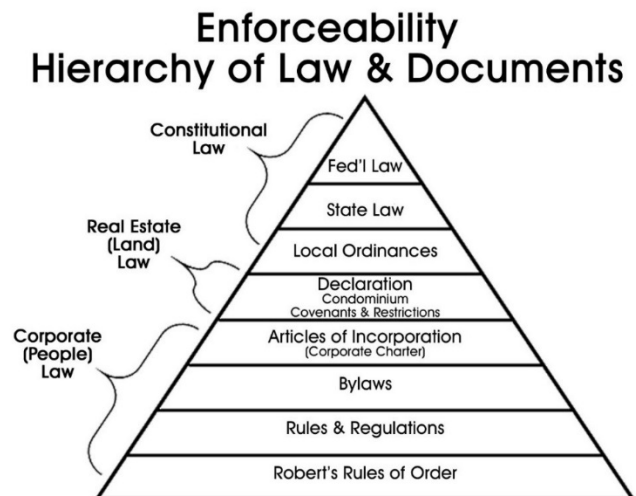 Enforceability
Hierarchy of Law & Documents
Constitutional
Law
Fed'l Law
State Law
Real Estate
(Land)
Law
Local Ordinances
Declaration
Condominium
Covenants & Restrictions
Corporate
(People)
Law
Articles of Incorporation
(Corporate Charter)
Bylaws
Rules & Regulations
Robert's Rules of Order